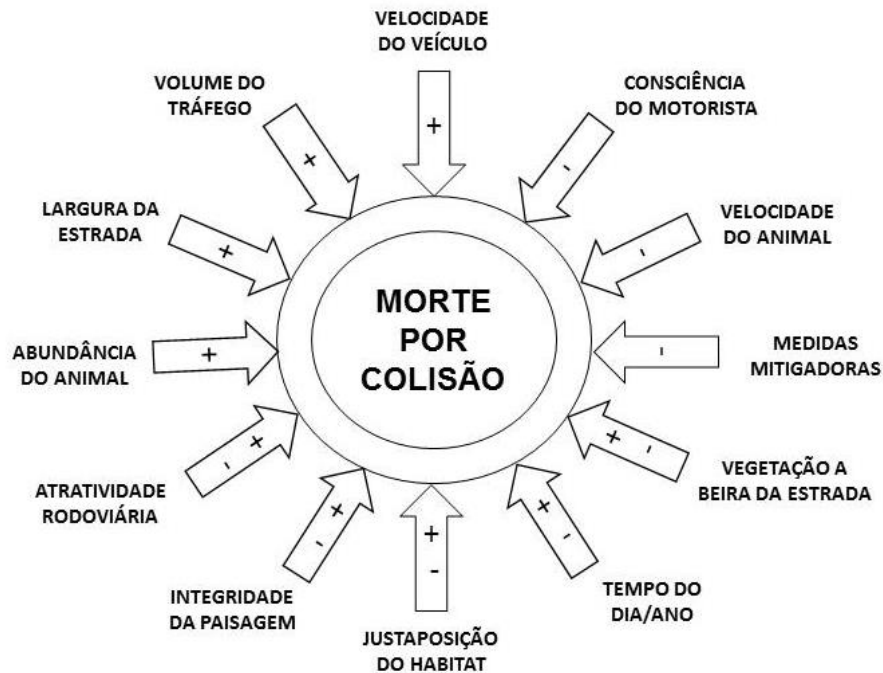 VELOCIDADE
DO VEÍCULO
+
CONSCIÊNCIA
DO MOTORISTA
-
VELOCIDADE
DO ANIMAL
-
MEDIDAS
MITIGADORAS
-
VEGETAÇÃO A
BEIRA DA ESTRADA
+ -
TEMPO DO
DIA/ANO
+ -
JUSTAPOSIÇÃO
DO HABITAT
+
-
INTEGRIDADE
DA PAISAGEM
- +
ATRATIVIDADE
RODOVIÁRIA
- +
ABUNDÂNCIA
DO ANIMAL
+
LARGURA DA
ESTRADA
+
VOLUME DO
TRÁFEGO
+
MORTE
POR
COLISÃO